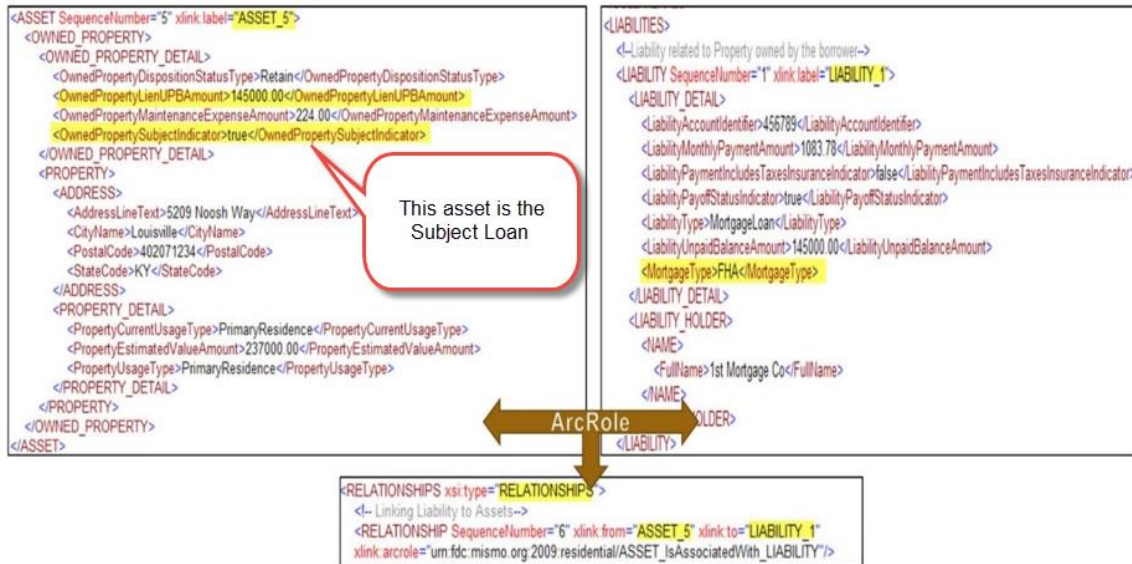 <ASSET SequenceNumber="5" xlink:label="ASSET_5">
<OWNED_PROPERTY>
<OWNED_PROPERTY_DETAIL>
<OwnedPropertyDispositionStatusType>Retain</OwnedPropertyDispositionStatusType>
<OwnedPropertyLienUPBAmount>145000.00</OwnedPropertyLienUPBAmount>
<OwnedPropertyMaintenanceExpenseAmount>224.00</OwnedPropertyMaintenanceExpenseAmount>
<OwnedPropertySubjectIndicator>true</OwnedPropertySubjectIndicator>
</OWNED_PROPERTY_DETAIL>
<PROPERTY>
<ADDRESS>
<AddressLineText>5209 Noosh Way</AddressLineText>
<CityName>Louisville</CityName>
<PostalCode>402071234</PostalCode>
<StateCode>KY</StateCode>
</ADDRESS>
<PROPERTY_DETAIL>
<PropertyCurrentUsageType>PrimaryResidence</PropertyCurrentUsageType>
<PropertyEstimatedValueAmount>237000.00</PropertyEstimatedValueAmount>
<PropertyUsageType>PrimaryResidence</PropertyUsageType>
</PROPERTY_DETAIL>
</PROPERTY>
</OWNED_PROPERTY>
</ASSET>
This asset is the
Subject Loan
<LIABILITIES>
<!--Liability related to Property owned by the borrower-->
<LIABILITY SequenceNumber="1" xlink:label="LIABILITY_1">
<LIABILITY_DETAIL>
<LiabilityAccountIdentifier>456789</LiabilityAccountIdentifier>
<LiabilityMonthlyPaymentAmount>1083.78</LiabilityMonthlyPaymentAmount>
<LiabilityPaymentIncludesTaxesInsuranceIndicator>false</LiabilityPaymentIncludesTaxesInsuranceIndicator>
<LiabilityPayoffStatusIndicator>true</LiabilityPayoffStatusIndicator>
<LiabilityType>MortgageLoan</LiabilityType>
<LiabilityUnpaidBalanceAmount>145000.00</LiabilityUnpaidBalanceAmount>
<MortgageType>FHA</MortgageType>
</LIABILITY_DETAIL>
<LIABILITY_HOLDER>
<NAME>
<FullName>1st Mortgage Co</FullName>
</NAME>
OLDER>
</LIABILITY>
ArcRole
<RELATIONSHIPS xsi:type="RELATIONSHIPS">
<!-- Linking Liability to Assets-->
<RELATIONSHIP SequenceNumber="6" xlink:from="ASSET_5" xlink:to="LIABILITY_1"
xlink:arcrole="urn:fdc:mismo.org:2009:residential/ASSET_IsAssociatedWith_LIABILITY"/>